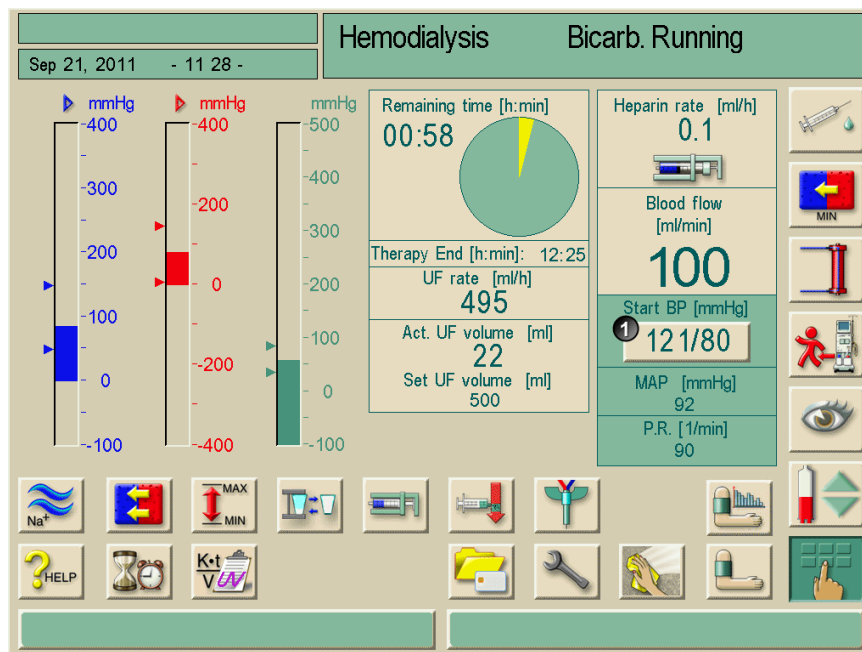 Hemodialysis Bicarb. Running
Sep 21, 2011 - 11 28 -
mmHg
400
300
200
100
0
-100
mmHg
400
200
0
-200
-400
mmHg
500
400
300
200
100
0
-100
Remaining time [h:min]
00:58
Therapy End [h:min]: 12:25
UF rate [ml/h]
495
Act. UF volume [ml]
22
Set UF volume [ml]
500
Heparin rate [ml/h]
0.1
Blood flow
[ml/min]
100
Start BP [mmHg]
1
121/80
MAP [mmHg]
92
P.R. [1/min]
90
MIN
Na+
MAX
MIN
?HELP
K•t
V
UV